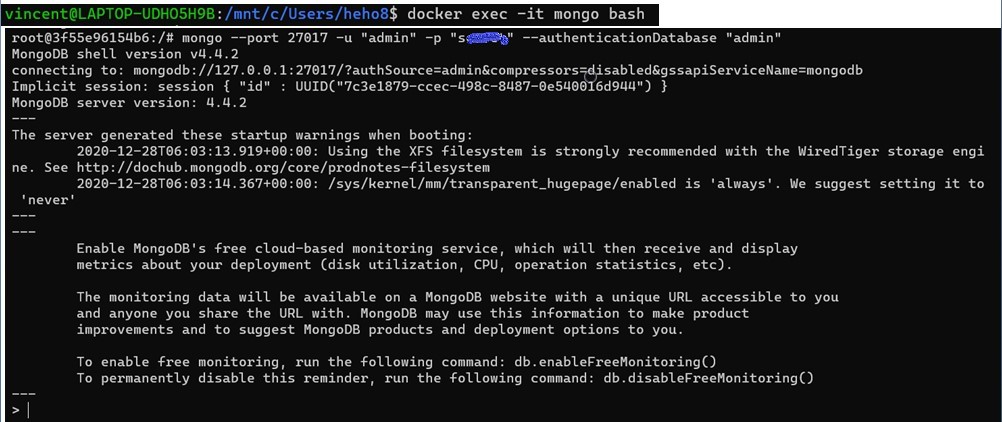 vincent@LAPTOP-UDHO5H9B:/mnt/c/Users/heho8$ docker exec -it mongo bash
root@3f55e96154b6:/# mongo --port 27017 -u "admin" -p "s" --authenticationDatabase "admin"
MongoDB shell version v4.4.2
connecting to: mongodb://127.0.0.1:27017/?authSource=admin&compressors=disabled&gssapiServiceName=mongodb
Implicit session: session { "id" : UUID("7c3e1879-ccec-498c-8487-0e540016d944") }
MongoDB server version: 4.4.2
---
The server generated these startup warnings when booting:
2020-12-28T06:03:13.919+00:00: Using the XFS filesystem is strongly recommended with the WiredTiger storage engi
ne. See http://dochub.mongodb.org/core/prodnotes-filesystem
2020-12-28T06:03:14.367+00:00: /sys/kernel/mm/transparent_hugepage/enabled is 'always'. We suggest setting it to
'never'
---
---
Enable MongoDB's free cloud-based monitoring service, which will then receive and display
metrics about your deployment (disk utilization, CPU, operation statistics, etc).
The monitoring data will be available on a MongoDB website with a unique URL accessible to you
and anyone you share the URL with. MongoDB may use this information to make product
improvements and to suggest MongoDB products and deployment options to you.
To enable free monitoring, run the following command: db.enableFreeMonitoring()
To permanently disable this reminder, run the following command: db.disableFreeMonitoring()
---
>